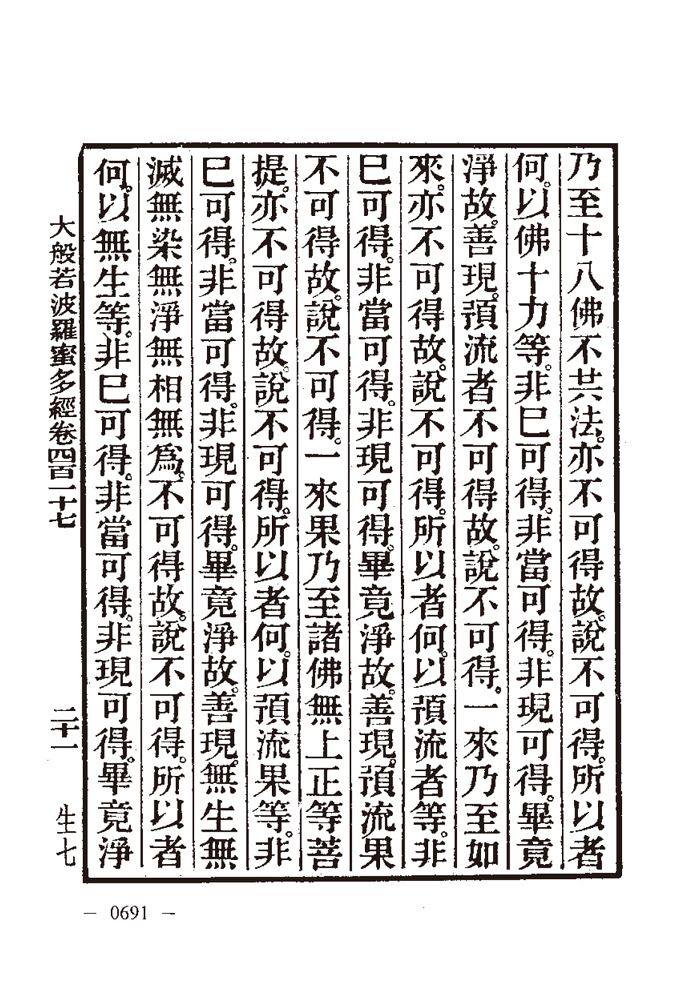 乃至十八佛不共法。亦不可得故。說不可得。所以者
何。以佛十力等。非巳可得。非當可得。非現可得。畢竟
淨故。善現。預流者不可得故。說不可得。一來乃至如
來。亦不可得故。說不可得。所以者何。以預流者等。非
巳可得。非當可得。非現可得。畢竟淨故。善現。預流果
不可得故。說不可得。一來果乃至諸佛無上正等菩
提。亦不可得故。說不可得。所以者何。以預流果等。非
巳可得。非當可得。非現可得。畢竟淨故。善現。無生無
滅無染無淨無相無爲。不可得故。說不可得。所以者
何。以無生等。非巳可得。非當可得。非現可得。畢竟淨
大般若波羅蜜多經卷四百二十七 二十一 生七
— 0691 —